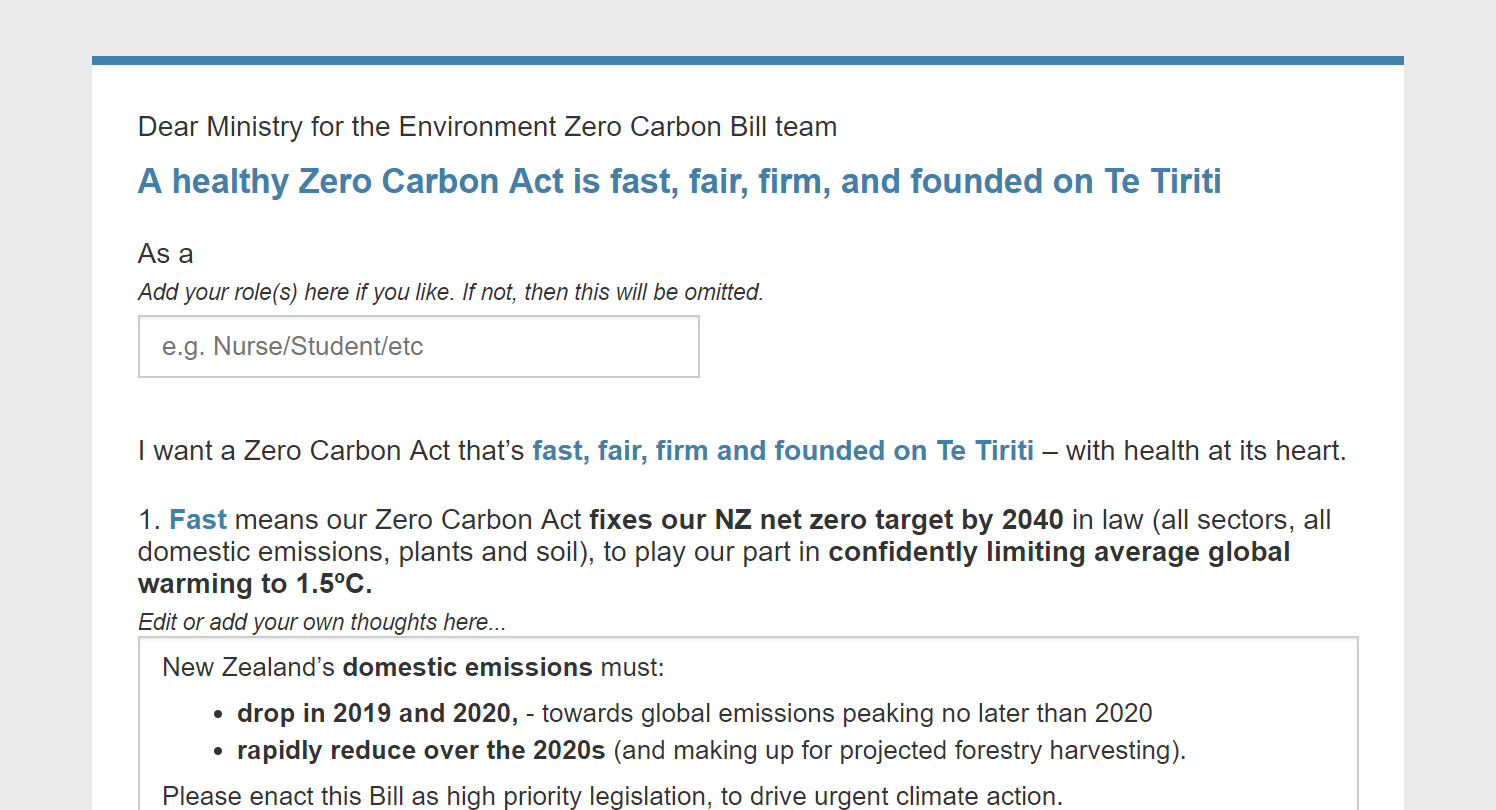 Dear Ministry for the Environment Zero Carbon Bill team
A healthy Zero Carbon Act is fast, fair, firm, and founded on Te Tiriti
As a
Add your role(s) here if you like. If not, then this will be omitted.
e.g. Nurse/Student/etc
I want a Zero Carbon Act that’s fast, fair, firm and founded on Te Tiriti – with health at its heart.
1. Fast means our Zero Carbon Act fixes our NZ net zero target by 2040 in law (all sectors, all
domestic emissions, plants and soil), to play our part in confidently limiting average global
warming to 1.5ºC.
Edit or add your own thoughts here...
New Zealand’s domestic emissions must:
• drop in 2019 and 2020, - towards global emissions peaking no later than 2020
• rapidly reduce over the 2020s (and making up for projected forestry harvesting).
Please enact this Bill as high priority legislation, to drive urgent climate action.